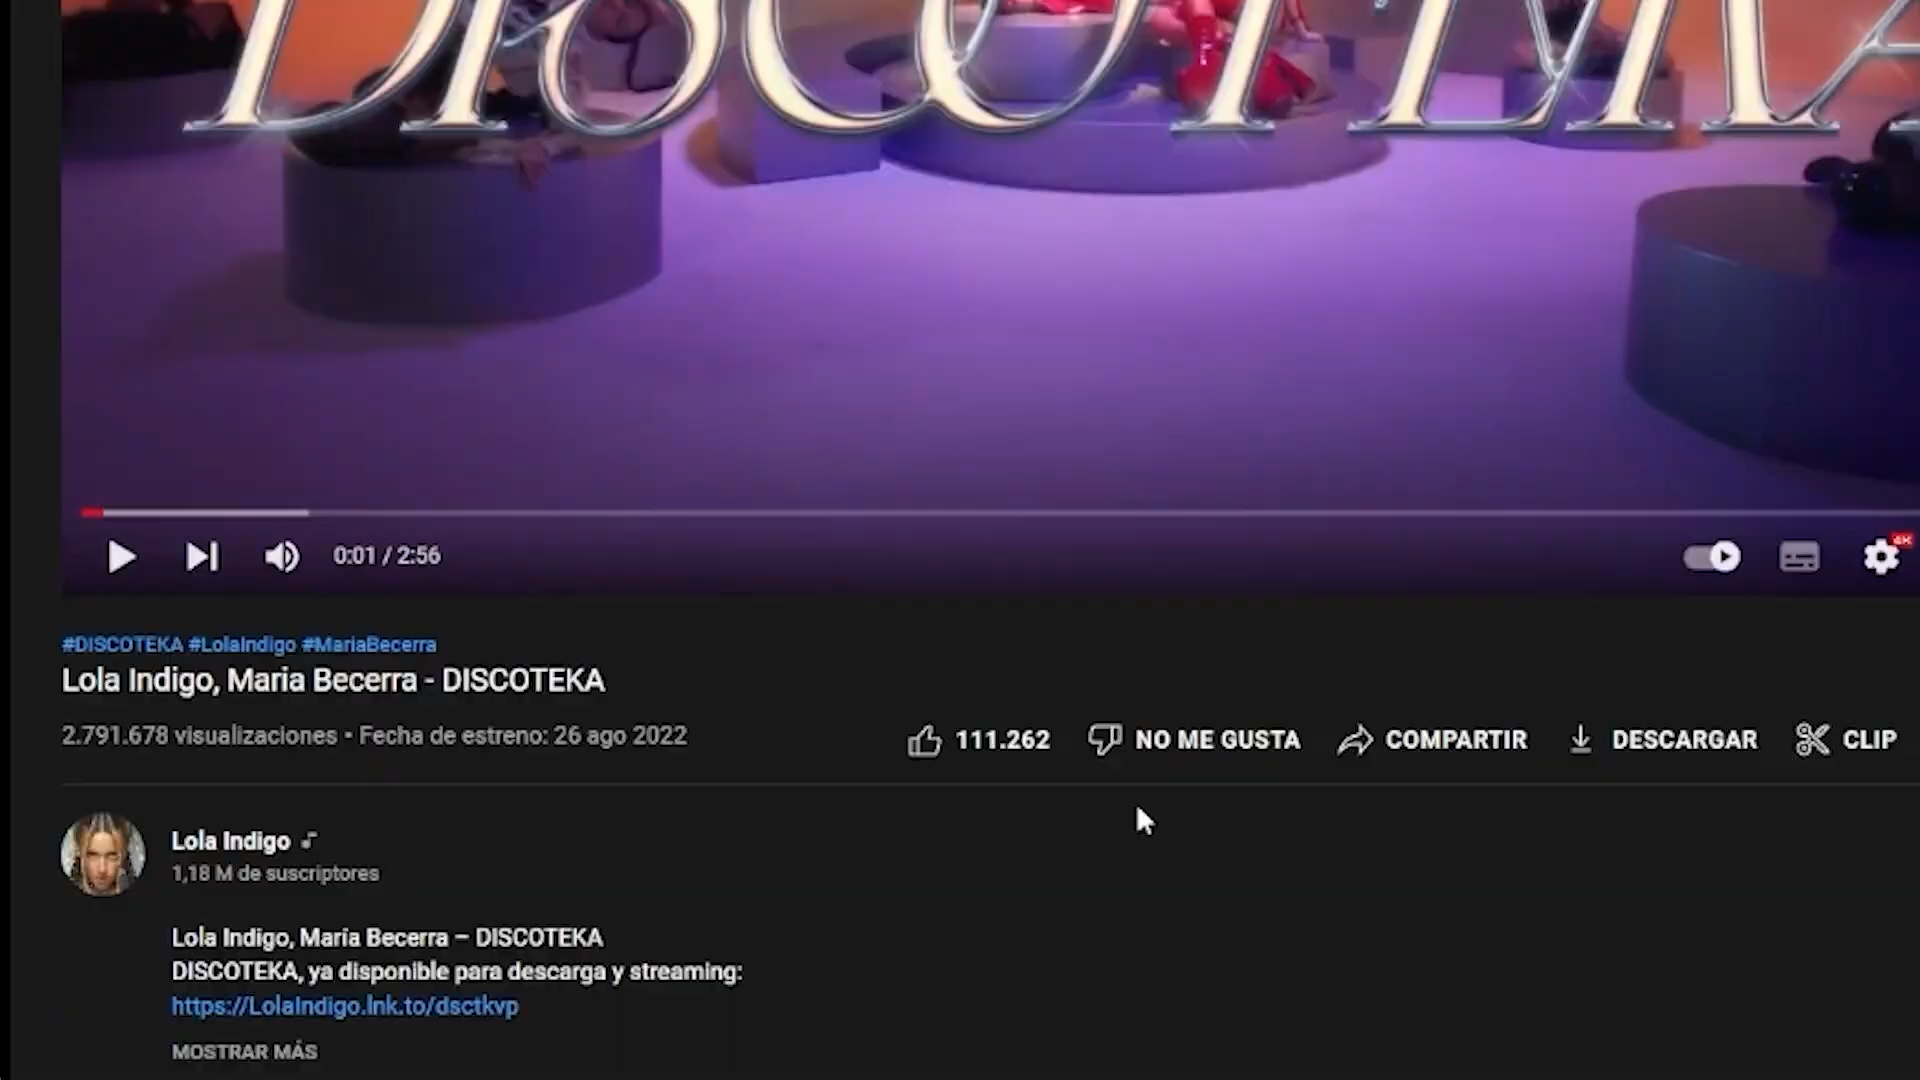 DISCOTEKA
4K
0:01 / 2:56
#DISCOTEKA #LolaIndigo #MariaBecerra
Lola Indigo, Maria Becerra - DISCOTEKA
2.791.678 visualizaciones • Fecha de estreno: 26 ago 2022
111.262 NO ME GUSTA COMPARTIR DESCARGAR CLIP
Lola Indigo
1,18 M de suscriptores
Lola Indigo, Maria Becerra – DISCOTEKA
DISCOTEKA, ya disponible para descarga y streaming:
https://LolaIndigo.lnk.to/dsctkvp
MOSTRAR MÁS